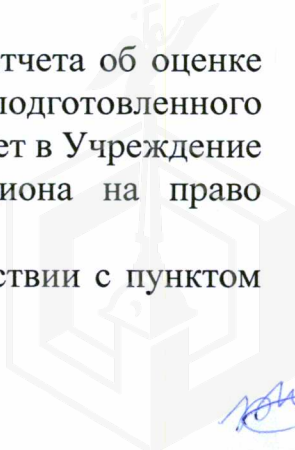 тчета об оценке
подготовленного
ет в Учреждение
иона на право
ствии с пунктом